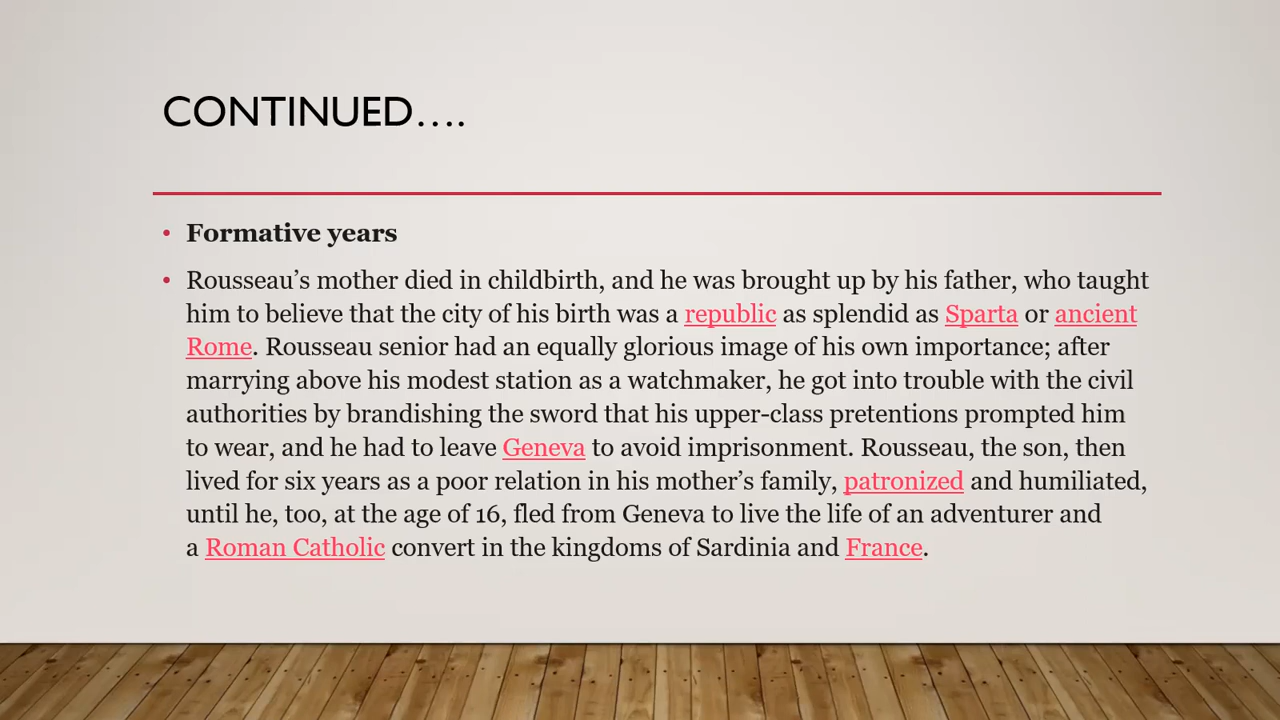 CONTINUED….
• Formative years
• Rousseau’s mother died in childbirth, and he was brought up by his father, who taught
him to believe that the city of his birth was a republic as splendid as Sparta or ancient
Rome. Rousseau senior had an equally glorious image of his own importance; after
marrying above his modest station as a watchmaker, he got into trouble with the civil
authorities by brandishing the sword that his upper-class pretentions prompted him
to wear, and he had to leave Geneva to avoid imprisonment. Rousseau, the son, then
lived for six years as a poor relation in his mother’s family, patronized and humiliated,
until he, too, at the age of 16, fled from Geneva to live the life of an adventurer and
a Roman Catholic convert in the kingdoms of Sardinia and France.